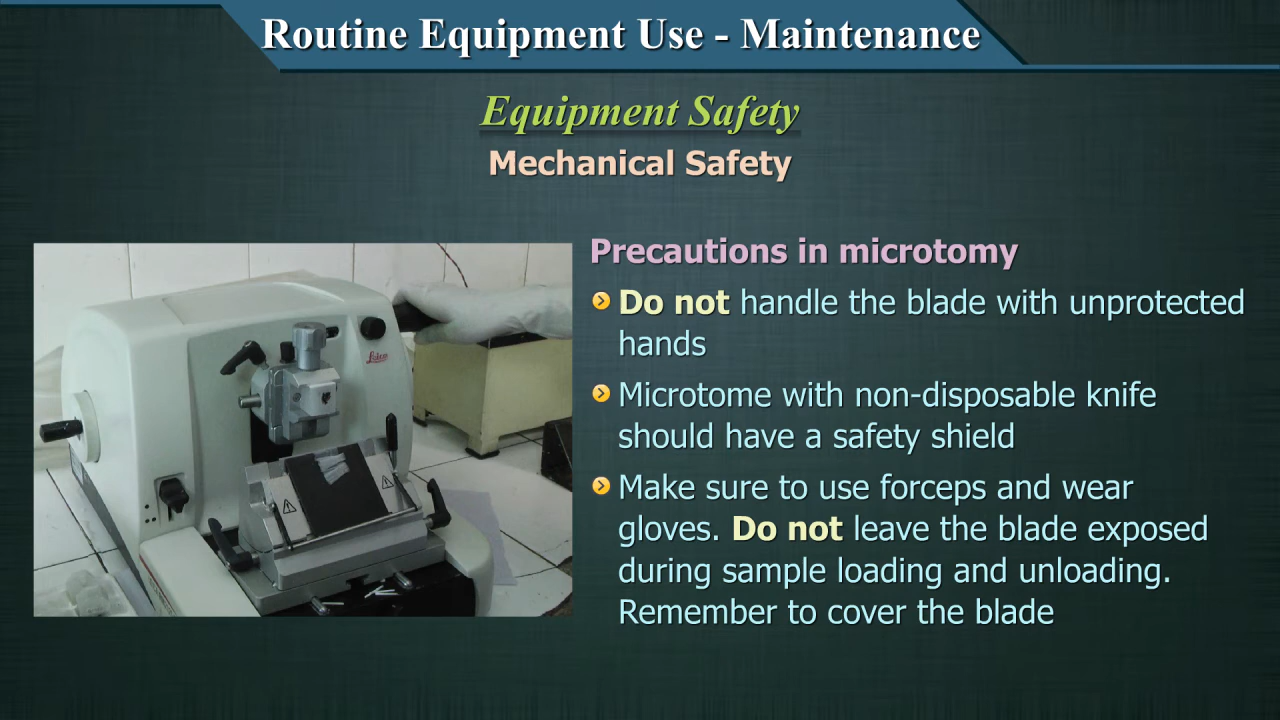 Routine Equipment Use - Maintenance
Equipment Safety
Mechanical Safety
Precautions in microtomy
Do not handle the blade with unprotected
hands
Microtome with non-disposable knife
should have a safety shield
Make sure to use forceps and wear
gloves. Do not leave the blade exposed
during sample loading and unloading.
Remember to cover the blade
Leica